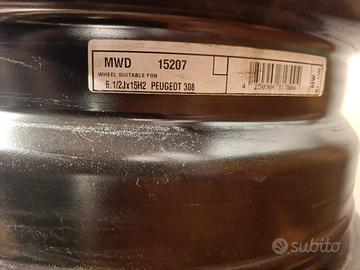 MWD 15207
WHEEL SUITABLE FOR
6.1/2Jx15H2 PEUGEOT 308
subito